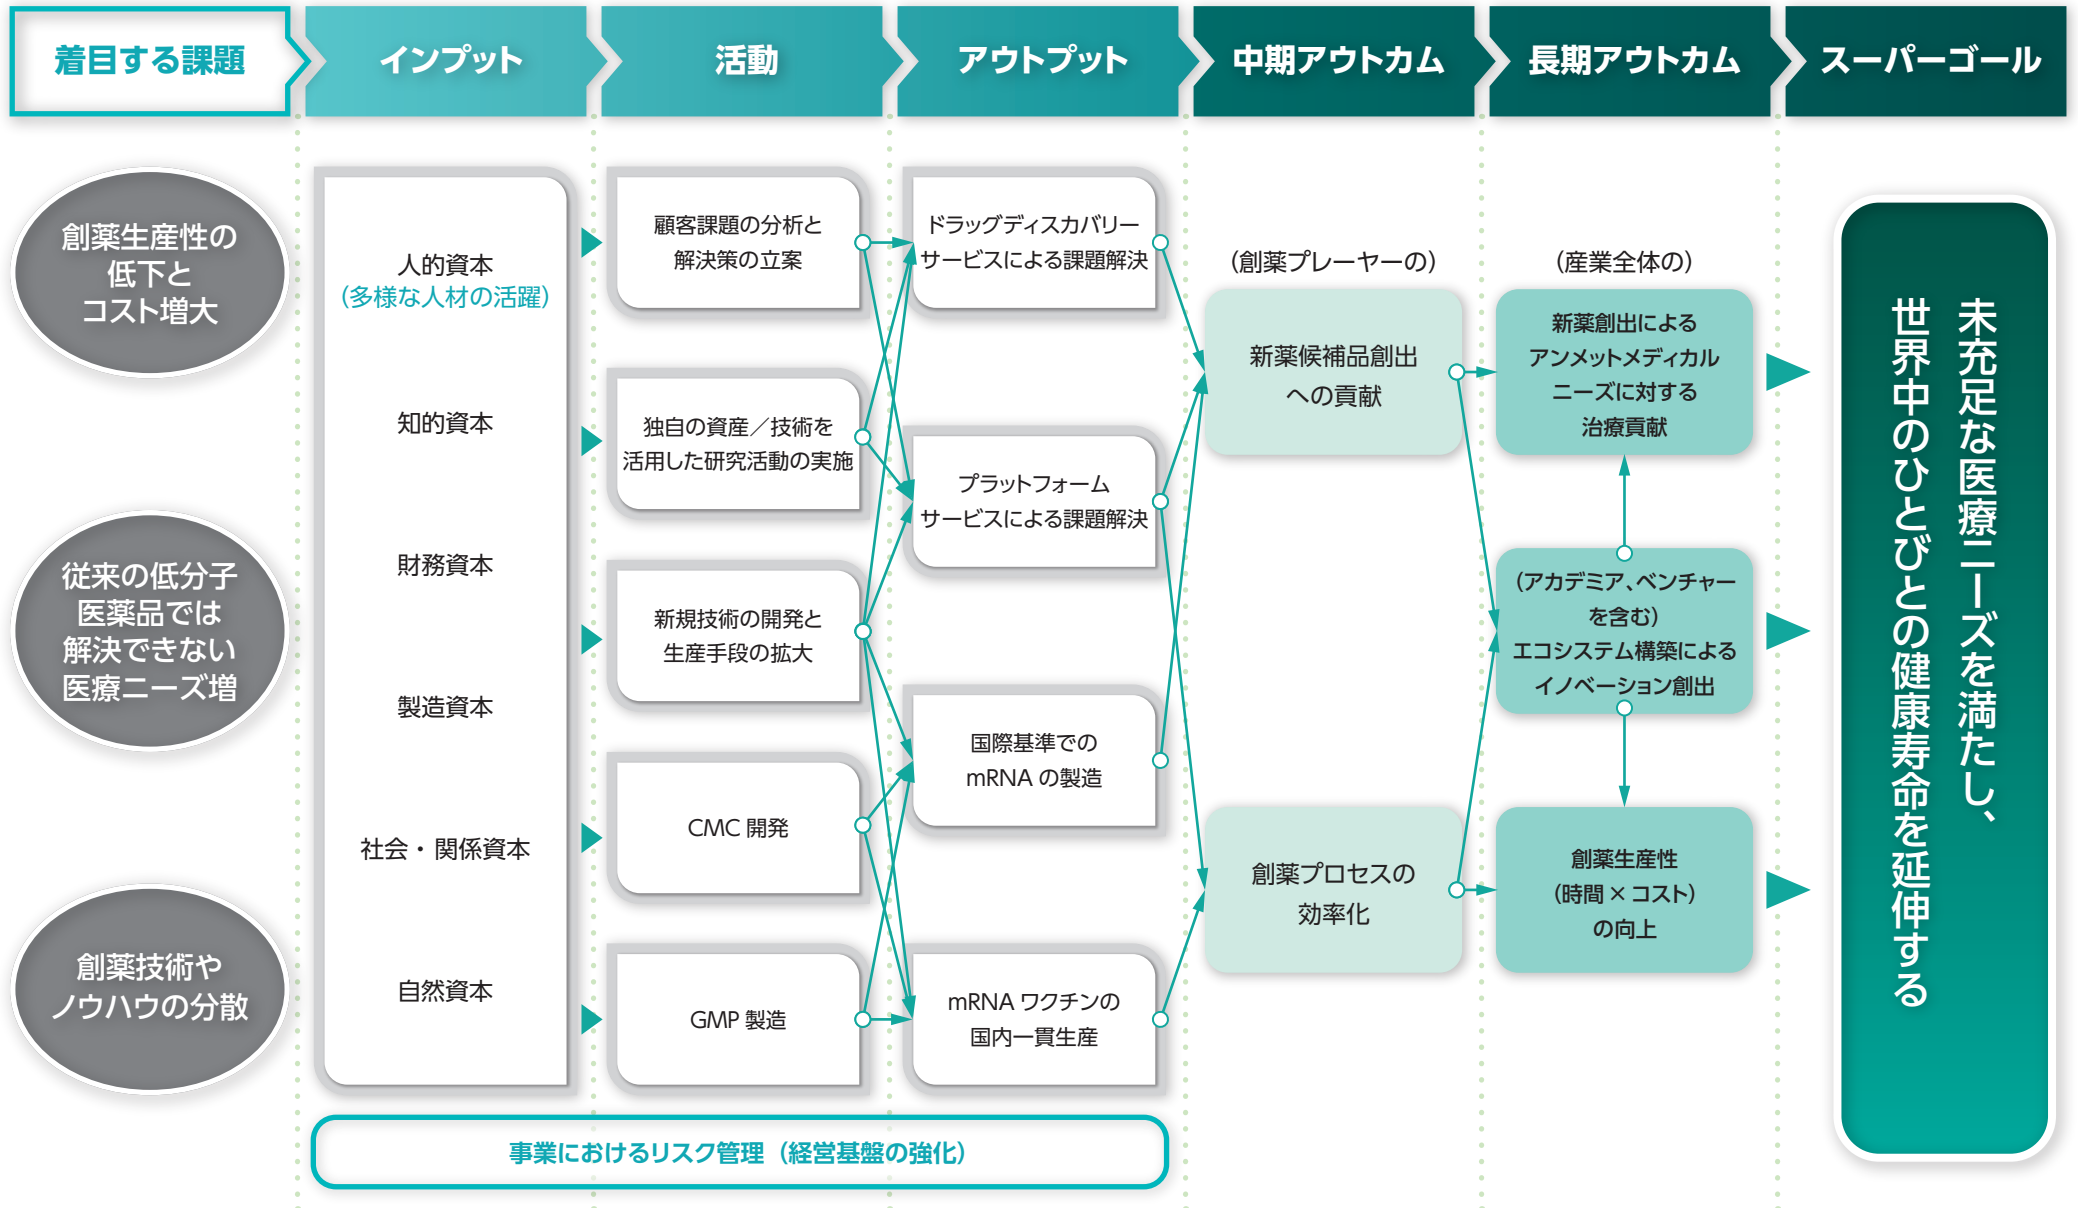 着目する課題
インプット
活動
アウトプット
中期アウトカム
長期アウトカム
スーパーゴール
創薬生産性の
低下と
コスト増大
従来の低分子
医薬品では
解決できない
医療ニーズ増
創薬技術や
ノウハウの分散
人的資本
（多様な人材の活躍）
知的資本
財務資本
製造資本
社会・関係資本
自然資本
顧客課題の分析と
解決策の立案
独自の資産／技術を
活用した研究活動の実施
新規技術の開発と
生産手段の拡大
CMC 開発
GMP 製造
ドラッグディスカバリー
サービスによる課題解決
プラットフォーム
サービスによる課題解決
国際基準での
mRNA の製造
mRNA ワクチンの
国内一貫生産
事業におけるリスク管理（経営基盤の強化）
（創薬プレーヤーの）
新薬候補品創出
への貢献
創薬プロセスの
効率化
（産業全体の）
新薬創出による
アンメットメディカル
ニーズに対する
治療貢献
（アカデミア、ベンチャー
を含む）
エコシステム構築による
イノベーション創出
創薬生産性
（時間 × コスト）
の向上
未充足な医療ニーズを満たし、
世界中のひとびとの健康寿命を延伸する